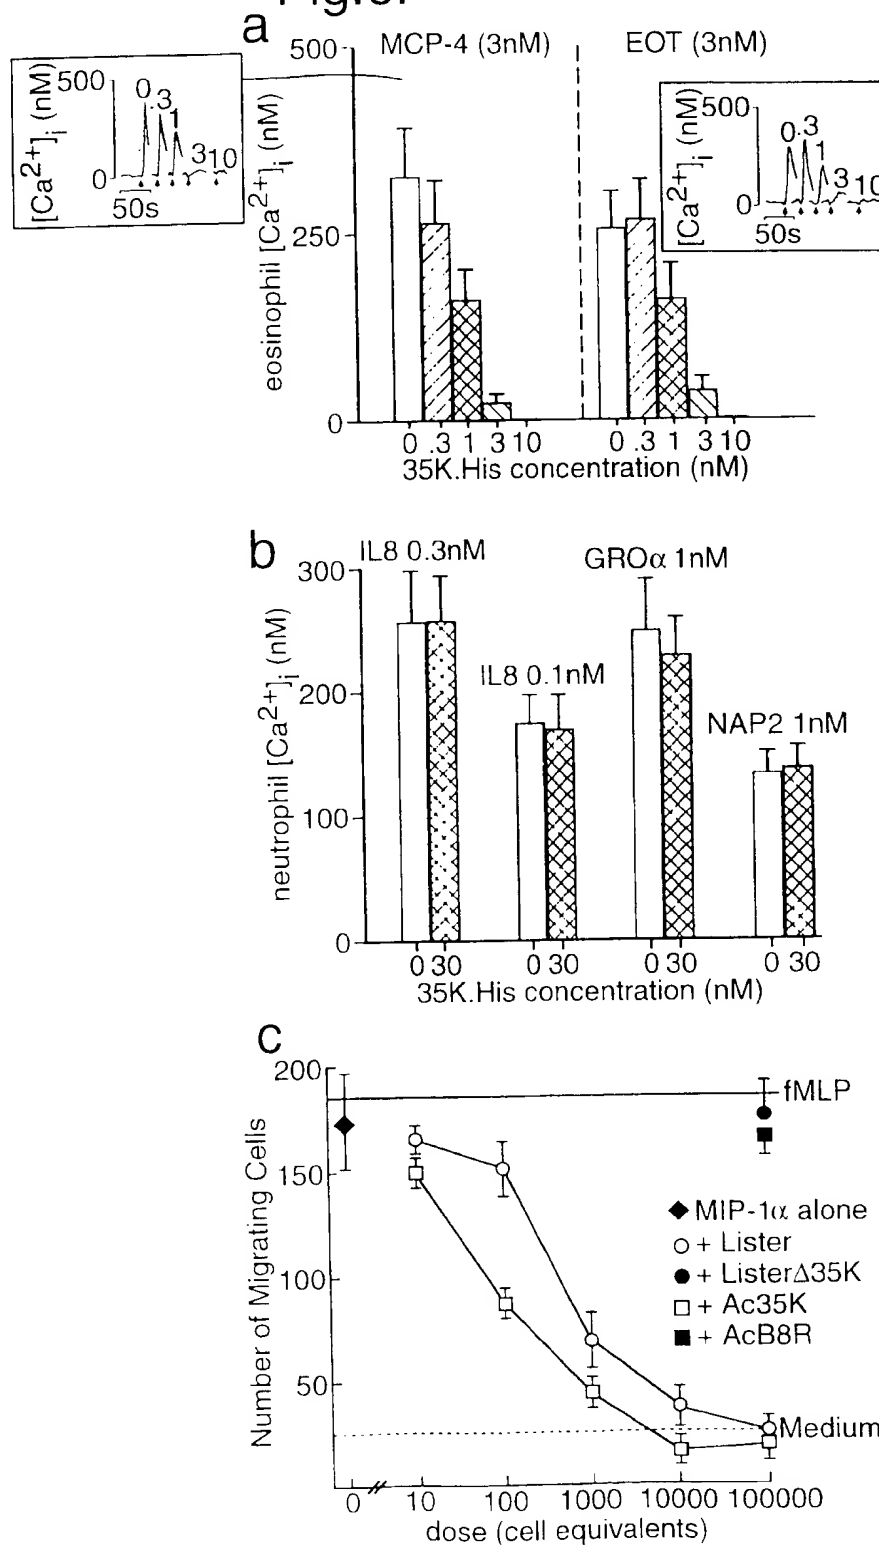 a
MCP-4 (3nM)
EOT (3nM)
500
250
0
eosinophil [Ca2+]i (nM)
[Ca2+]i (nM)
500
0
0 .3 1 3 10
50s
[Ca2+]i (nM)
500
0
0 .3 1 3 10
50s
0 .3 1 3 10
0 .3 1 3 10
35K.His concentration (nM)
b
IL8 0.3nM
GROα 1nM
IL8 0.1nM
NAP2 1nM
300
200
100
0
neutrophil [Ca2+]i (nM)
0 30
0 30
0 30
0 30
35K.His concentration (nM)
c
200
150
100
50
Number of Migrating Cells
fMLP
MIP-1α alone
+ Lister
+ ListerΔ35K
+ Ac35K
+ AcB8R
Medium
0 10 100 1000 10000 100000
dose (cell equivalents)